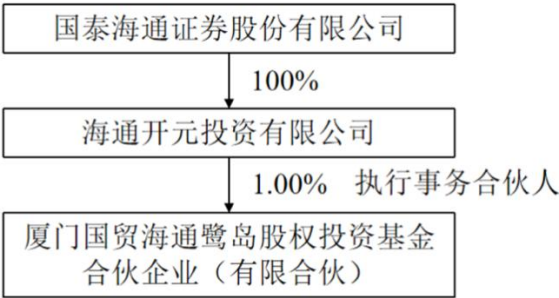 国泰海通证券股份有限公司
100%
海通开元投资有限公司
1.00% 执行事务合伙人
厦门国贸海通鹭岛股权投资基金
合伙企业（有限合伙）